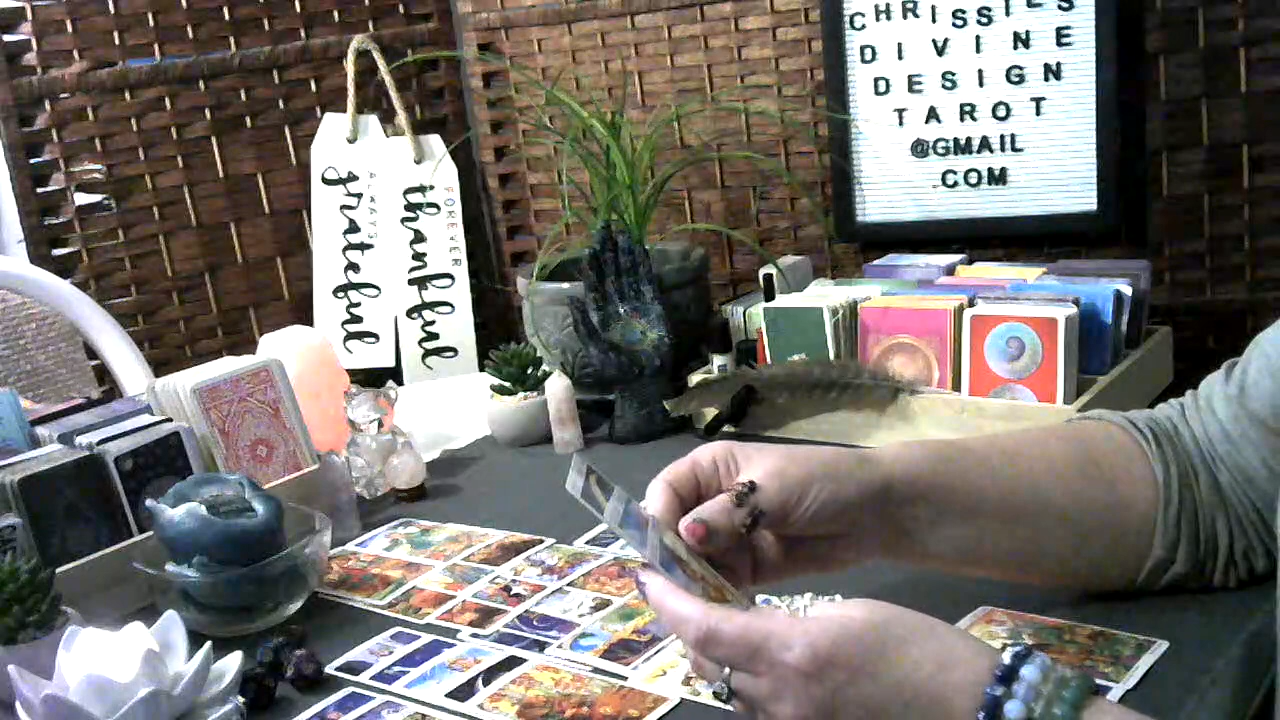 CHRISSIES
DIVINE
DESIGN
TAROT
@GMAIL
.COM
ALWAYS
grateful
FOREVER
thankful